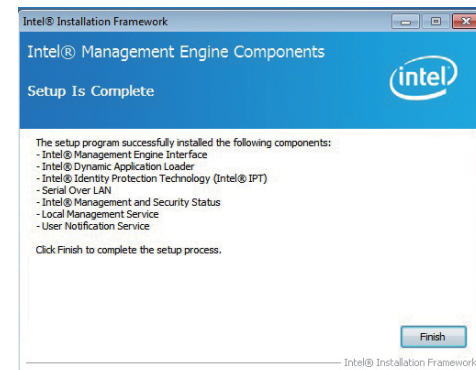 Intel® Installation Framework
Intel® Management Engine Components
Setup Is Complete
intel
The setup program successfully installed the following components:
- Intel® Management Engine Interface
- Intel® Dynamic Application Loader
- Intel® Identity Protection Technology (Intel® IPT)
- Serial Over LAN
- Intel® Management and Security Status
- Local Management Service
- User Notification Service
Click Finish to complete the setup process.
Finish
Intel® Installation Framework